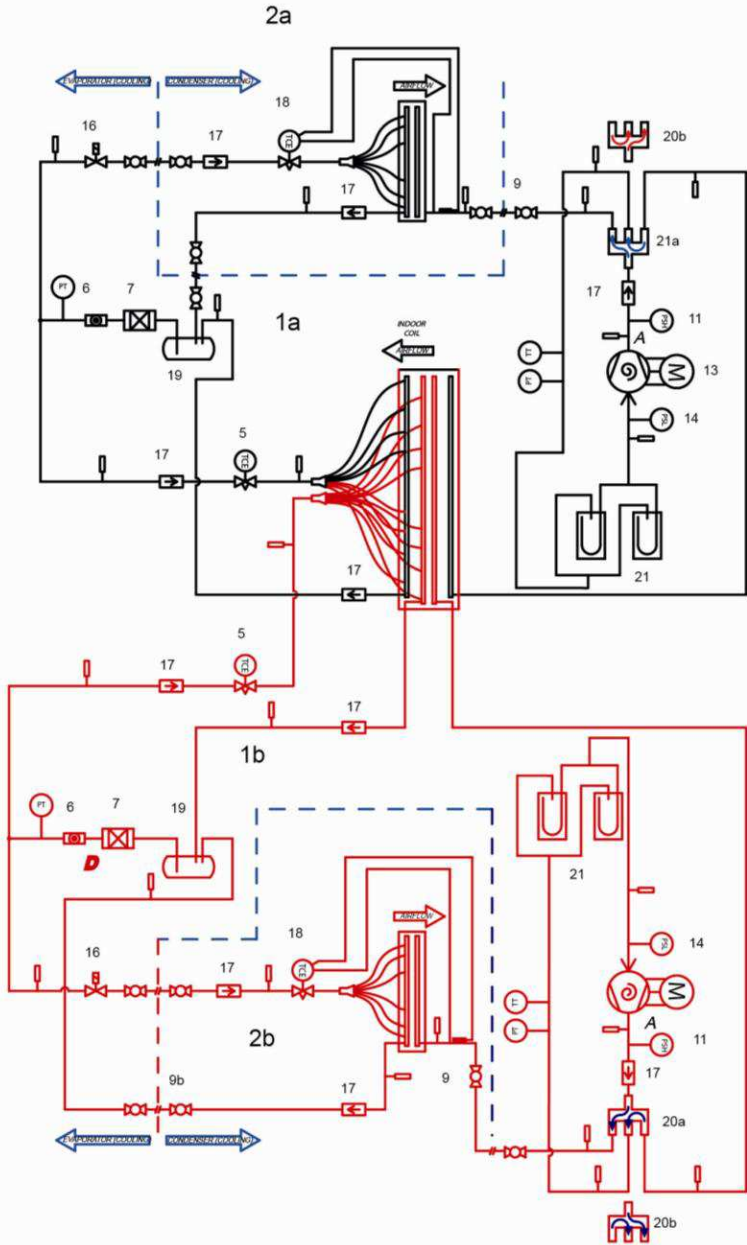 2a
EVAPORATOR (COOLING)
CONDENSER (COOLING)
AIRFLOW
18
16
17
TCE
20b
17
9
21a
PT
6
7
1a
17
11
PSH
A
INDOOR
COIL
AIRFLOW
19
M
13
14
PSL
17
5
TCE
21
17
5
17
TCE
17
1b
PT
6
7
19
D
21
AIRFLOW
18
16
17
TCE
14
PSL
M
2b
A
11
PSH
9b
17
9
17
20a
EVAPORATOR (COOLING)
CONDENSER (COOLING)
20b